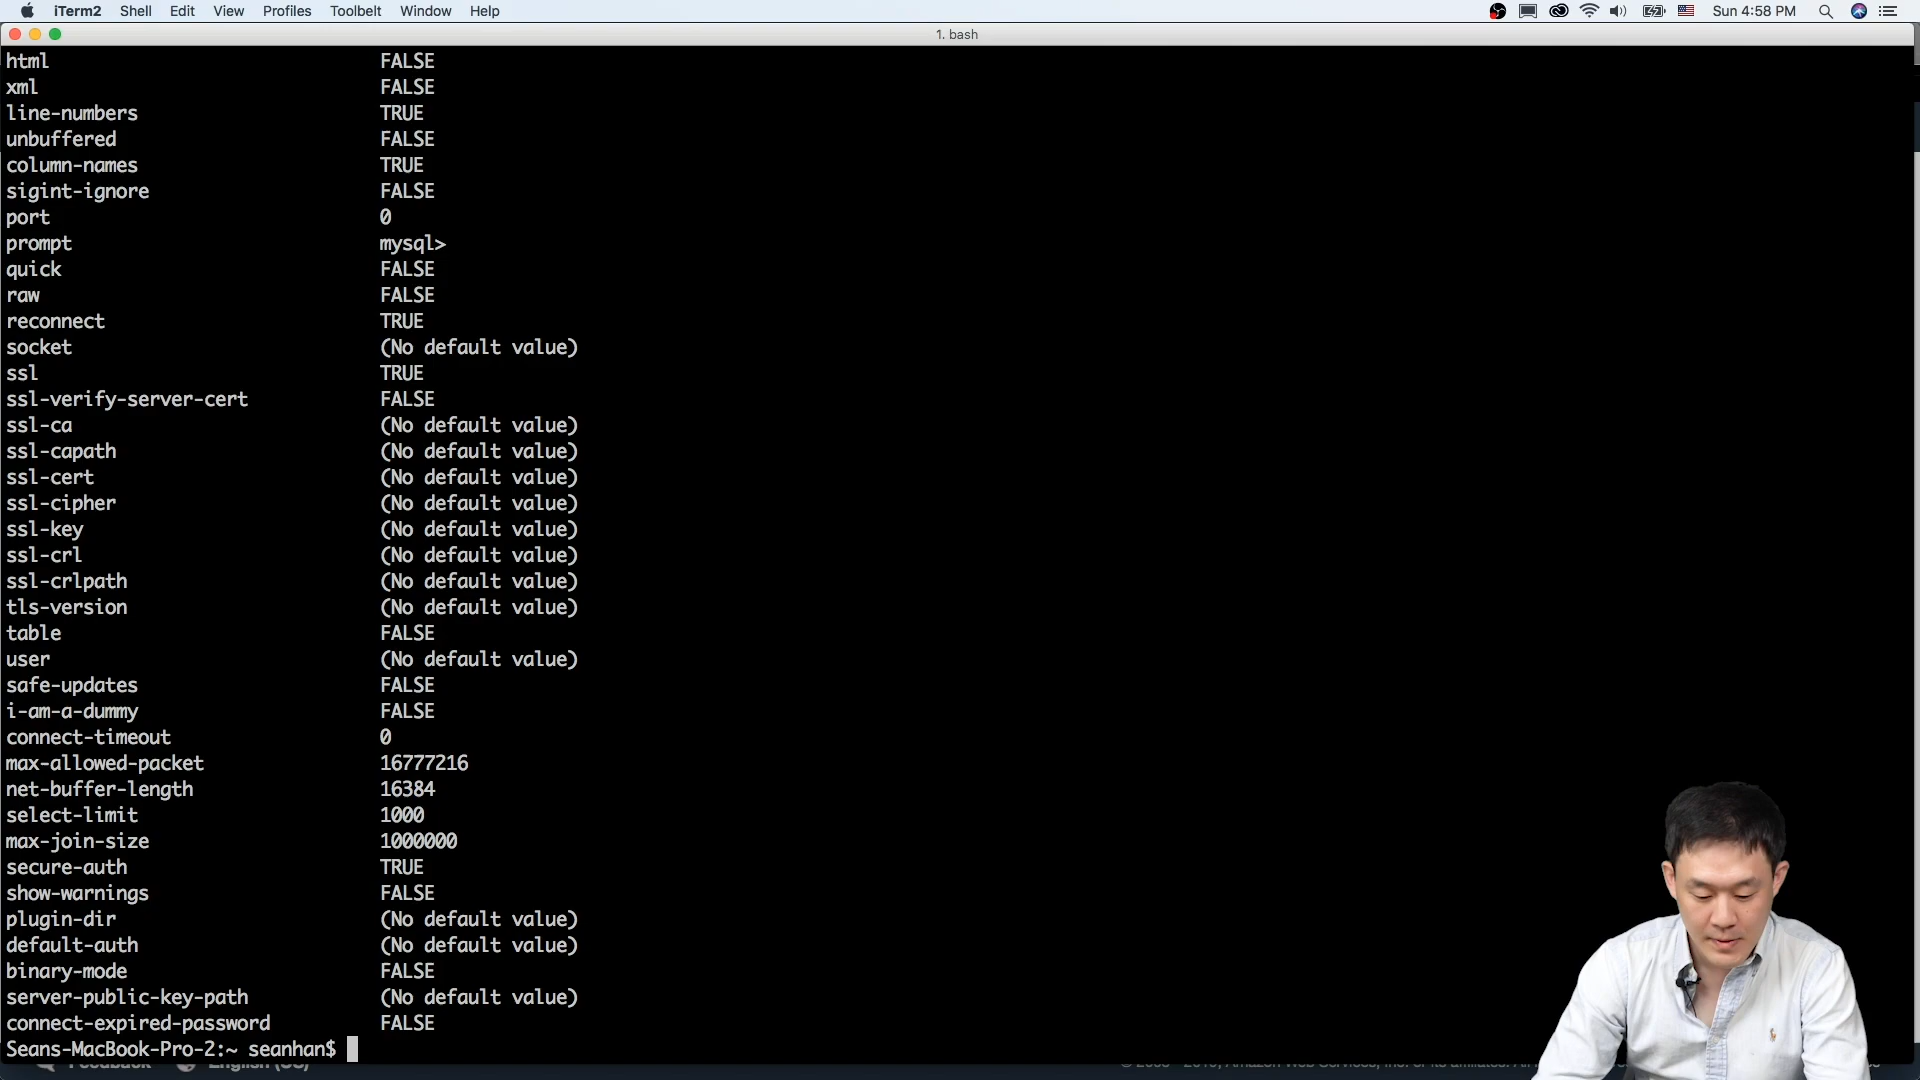 iTerm2 Shell Edit View Profiles Toolbelt Window Help Sun 4:58 PM
1. bash
html FALSE
xml FALSE
line-numbers TRUE
unbuffered FALSE
column-names TRUE
sigint-ignore FALSE
port 0
prompt mysql>
quick FALSE
raw FALSE
reconnect TRUE
socket (No default value)
ssl TRUE
ssl-verify-server-cert FALSE
ssl-ca (No default value)
ssl-capath (No default value)
ssl-cert (No default value)
ssl-cipher (No default value)
ssl-key (No default value)
ssl-crl (No default value)
ssl-crlpath (No default value)
tls-version (No default value)
table FALSE
user (No default value)
safe-updates FALSE
i-am-a-dummy FALSE
connect-timeout 0
max-allowed-packet 16777216
net-buffer-length 16384
select-limit 1000
max-join-size 1000000
secure-auth TRUE
show-warnings FALSE
plugin-dir (No default value)
default-auth (No default value)
binary-mode FALSE
server-public-key-path (No default value)
connect-expired-password FALSE
Seans-MacBook-Pro-2:~ seanhan$
Feedback English (US)